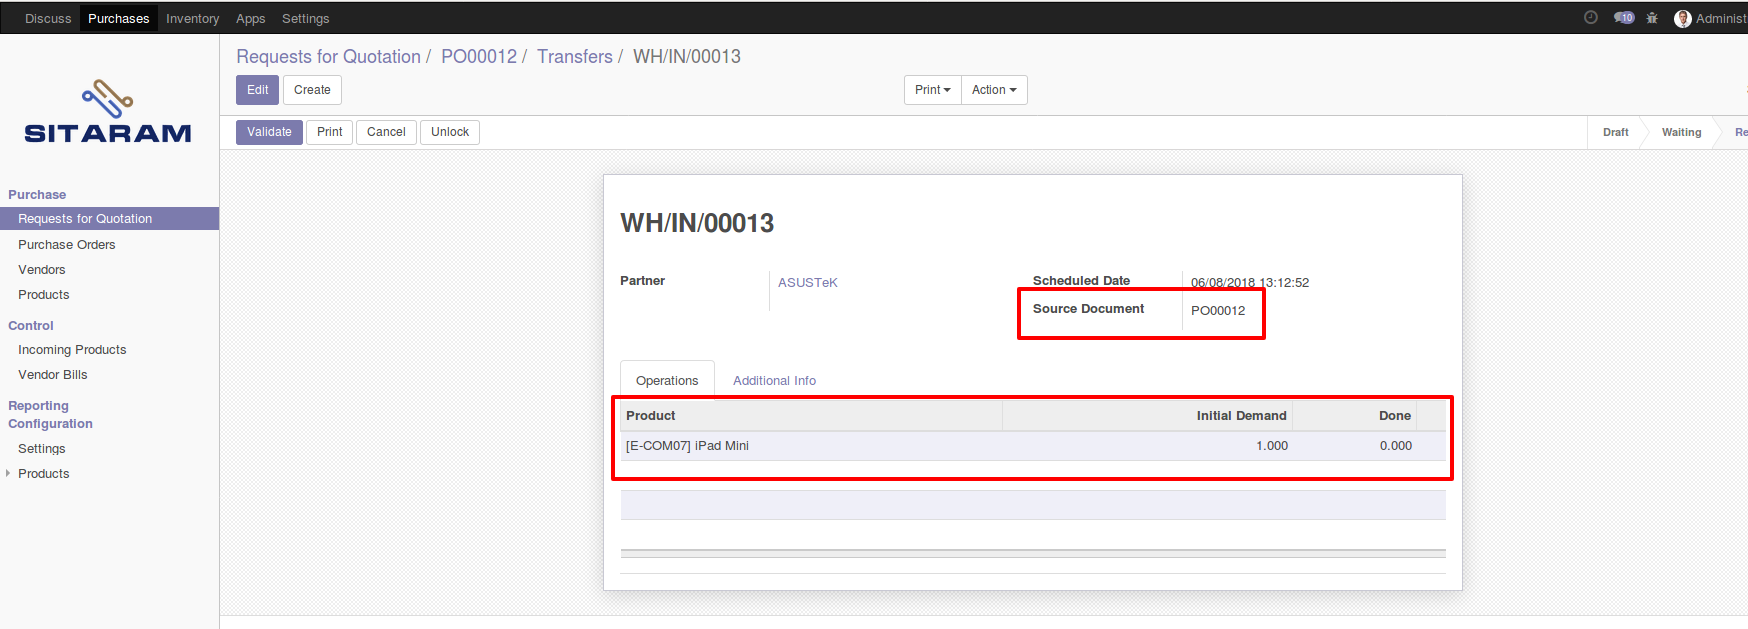 Discuss Purchases Inventory Apps Settings 10 Administ
Requests for Quotation / PO00012 / Transfers / WH/IN/00013
Edit Create Print Action
Validate Print Cancel Unlock Draft Waiting Re
SITARAM
Purchase
Requests for Quotation
Purchase Orders
Vendors
Products
Control
Incoming Products
Vendor Bills
Reporting
Configuration
Settings
Products
WH/IN/00013
Partner ASUSTeK Scheduled Date 06/08/2018 13:12:52
Source Document PO00012
Operations Additional Info
Product Initial Demand Done
[E-COM07] iPad Mini 1.000 0.000